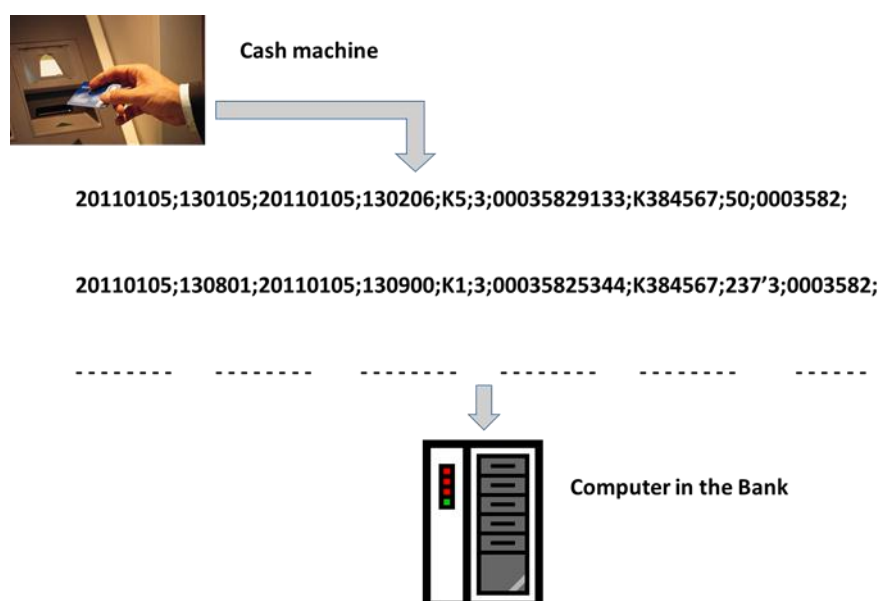 Cash machine
20110105;130105;20110105;130206;K5;3;00035829133;K384567;50;0003582;
20110105;130801;20110105;130900;K1;3;00035825344;K384567;237’3;0003582;
- - - - - - - - - - - - - - - - - - - - - - - - - - - - - - - - - - - - - - - - - - - - - -
Computer in the Bank